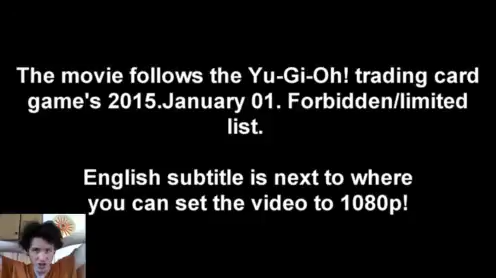 The movie follows the Yu-Gi-Oh! trading card
game's 2015.January 01. Forbidden/limited
list.
English subtitle is next to where
you can set the video to 1080p!